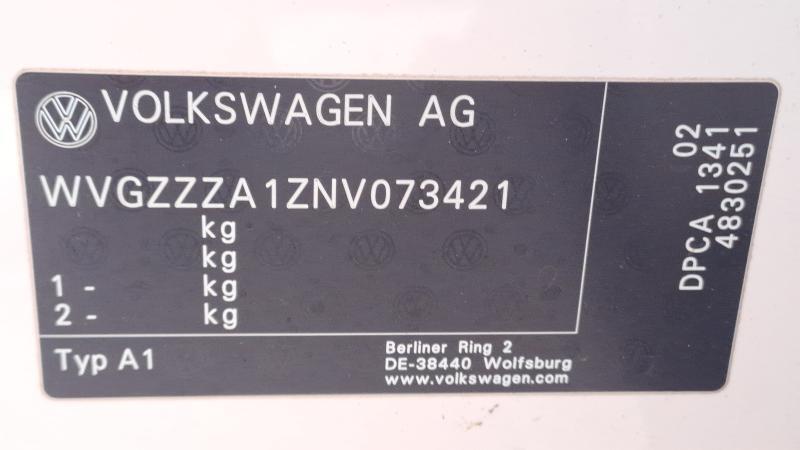 VOLKSWAGEN AG
WVGZZZA1ZNV073421
kg
kg
1 - kg
2 - kg
Typ A1
Berliner Ring 2
DE-38440 Wolfsburg
www.volkswagen.com
02
DPCA 1341
4830251